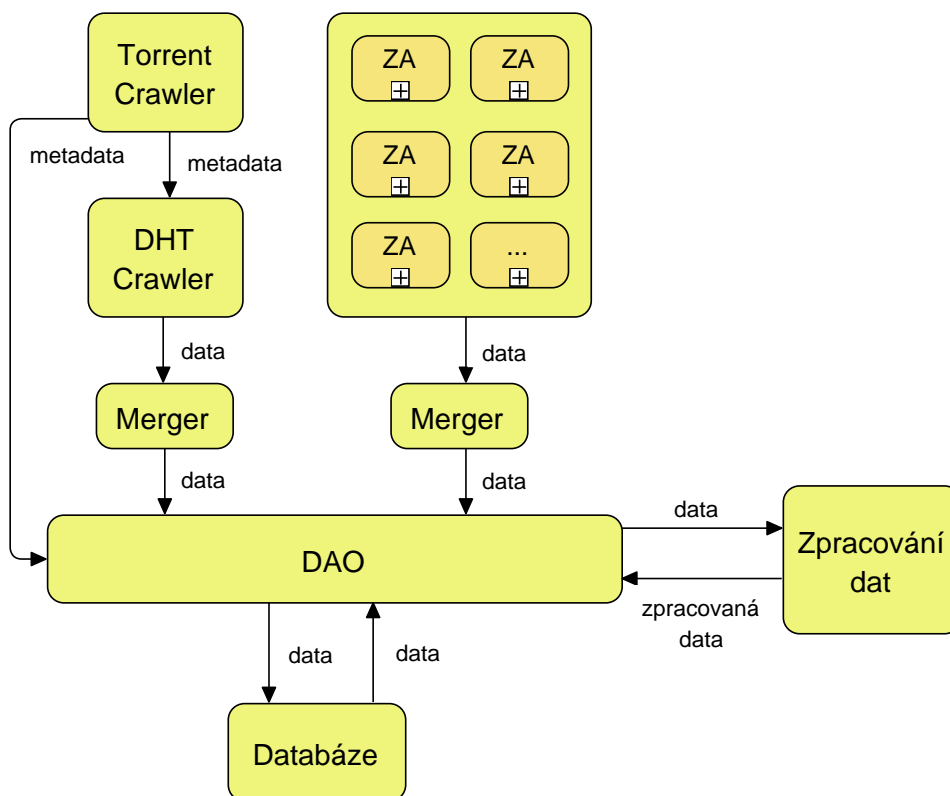 Torrent
Crawler
ZA
ZA
metadata
metadata
ZA
ZA
DHT
Crawler
ZA
...
data
data
Merger
Merger
data
data
DAO
data
Zpracování
dat
zpracovaná
data
data
data
Databáze